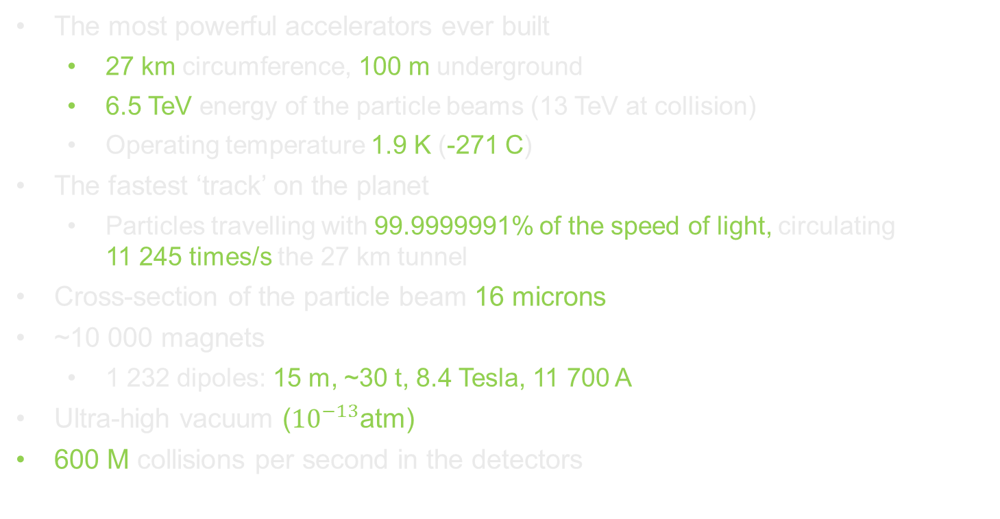 • The most powerful accelerators ever built
• 27 km circumference, 100 m underground
• 6.5 TeV energy of the particle beams (13 TeV at collision)
• Operating temperature 1.9 K (-271 C)
• The fastest ‘track’ on the planet
• Particles travelling with 99.9999991% of the speed of light, circulating
11 245 times/s the 27 km tunnel
• Cross-section of the particle beam 16 microns
• ~10 000 magnets
• 1 232 dipoles: 15 m, ~30 t, 8.4 Tesla, 11 700 A
• Ultra-high vacuum (10⁻¹³atm)
• 600 M collisions per second in the detectors